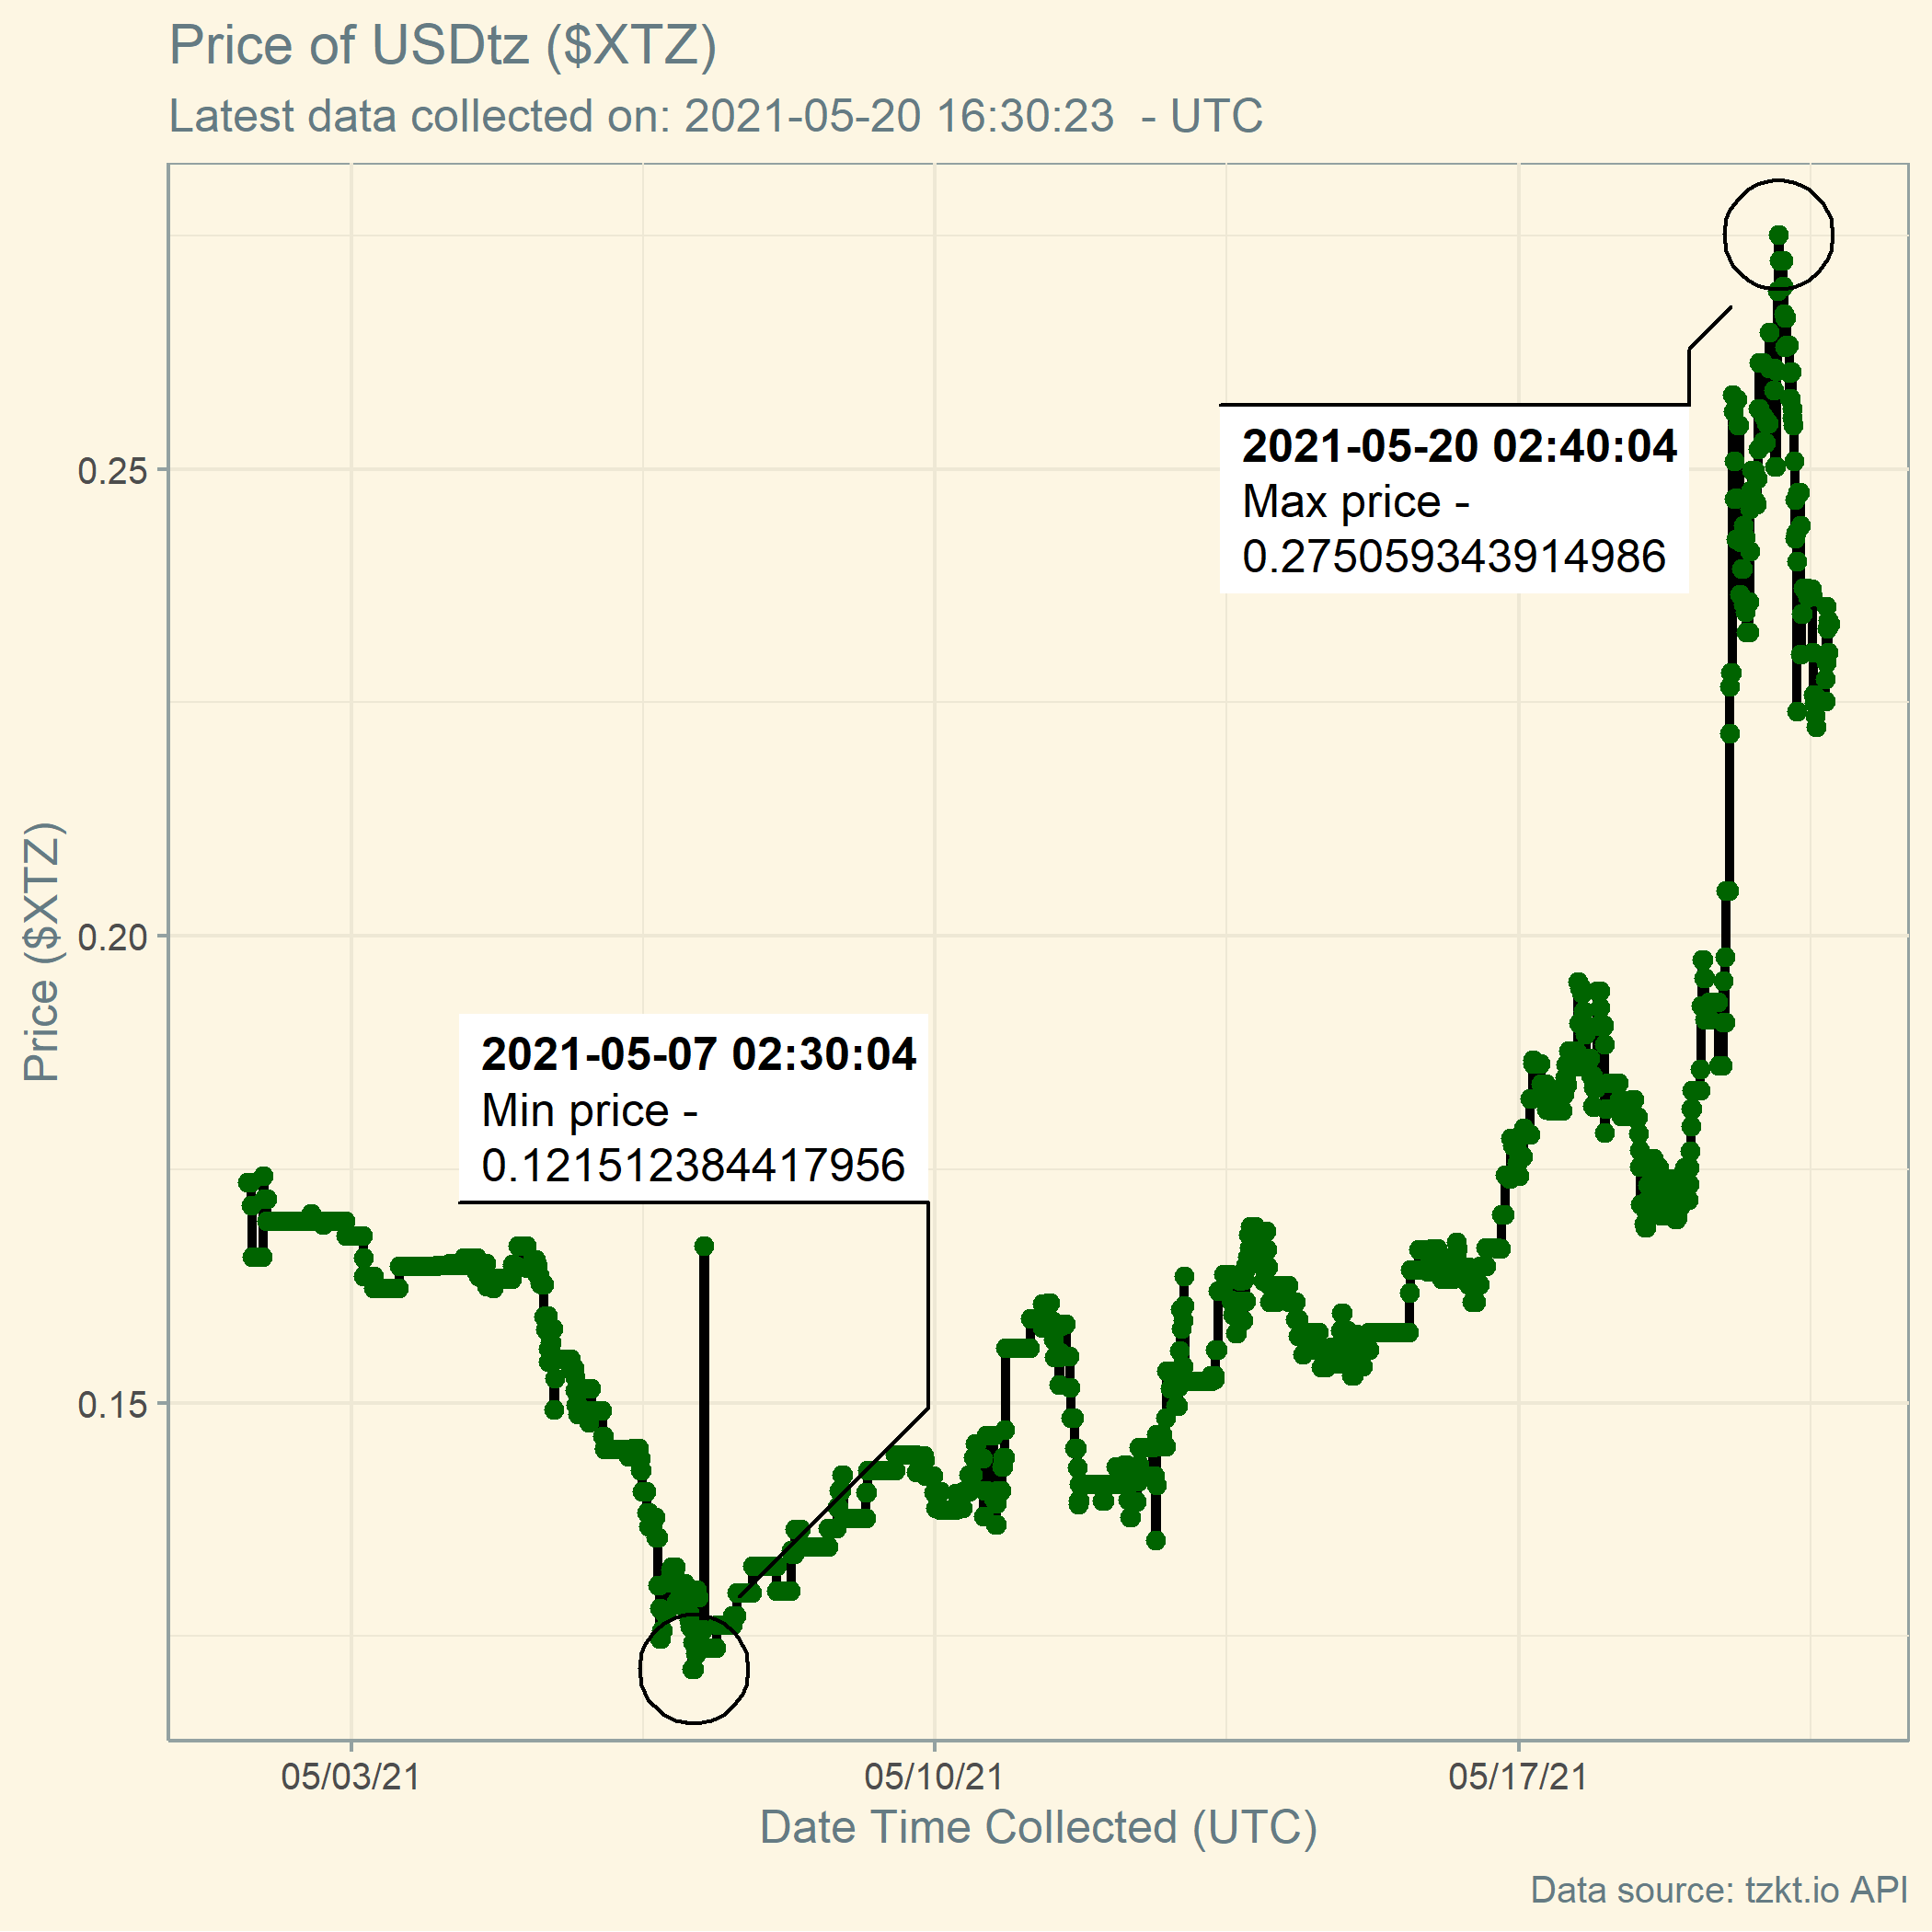 Price of USDtz ($XTZ)
Latest data collected on: 2021-05-20 16:30:23  - UTC
2021-05-20 02:40:04
Max price -
0.275059343914986
2021-05-07 02:30:04
Min price -
0.121512384417956
Price ($XTZ)
0.25
0.20
0.15
05/03/21
05/10/21
05/17/21
Date Time Collected (UTC)
Data source: tzkt.io API